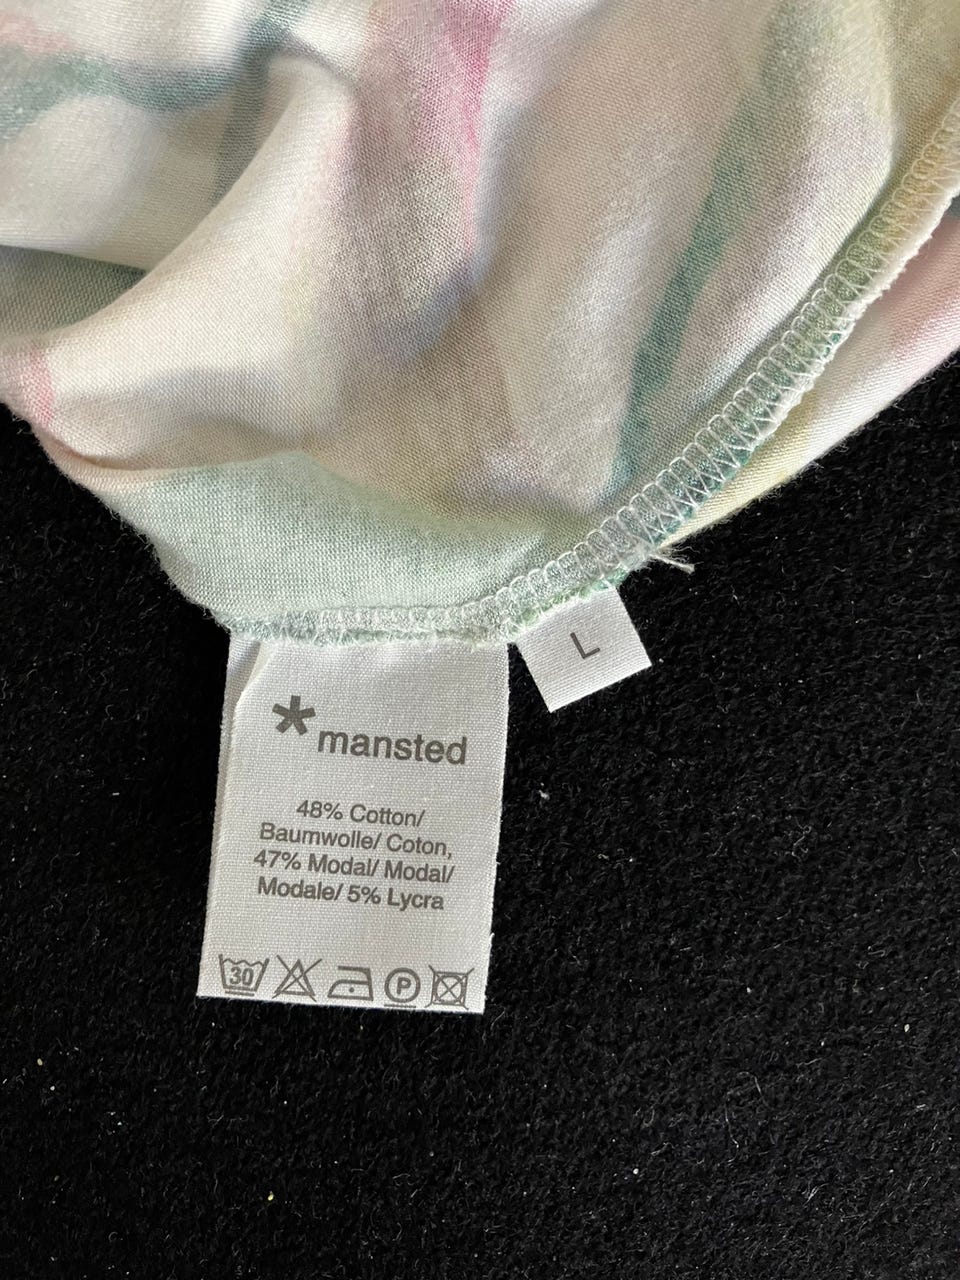 *mansted
48% Cotton/
Baumwolle/ Coton,
47% Modal/ Modal/
Modale/ 5% Lycra
30
P
L